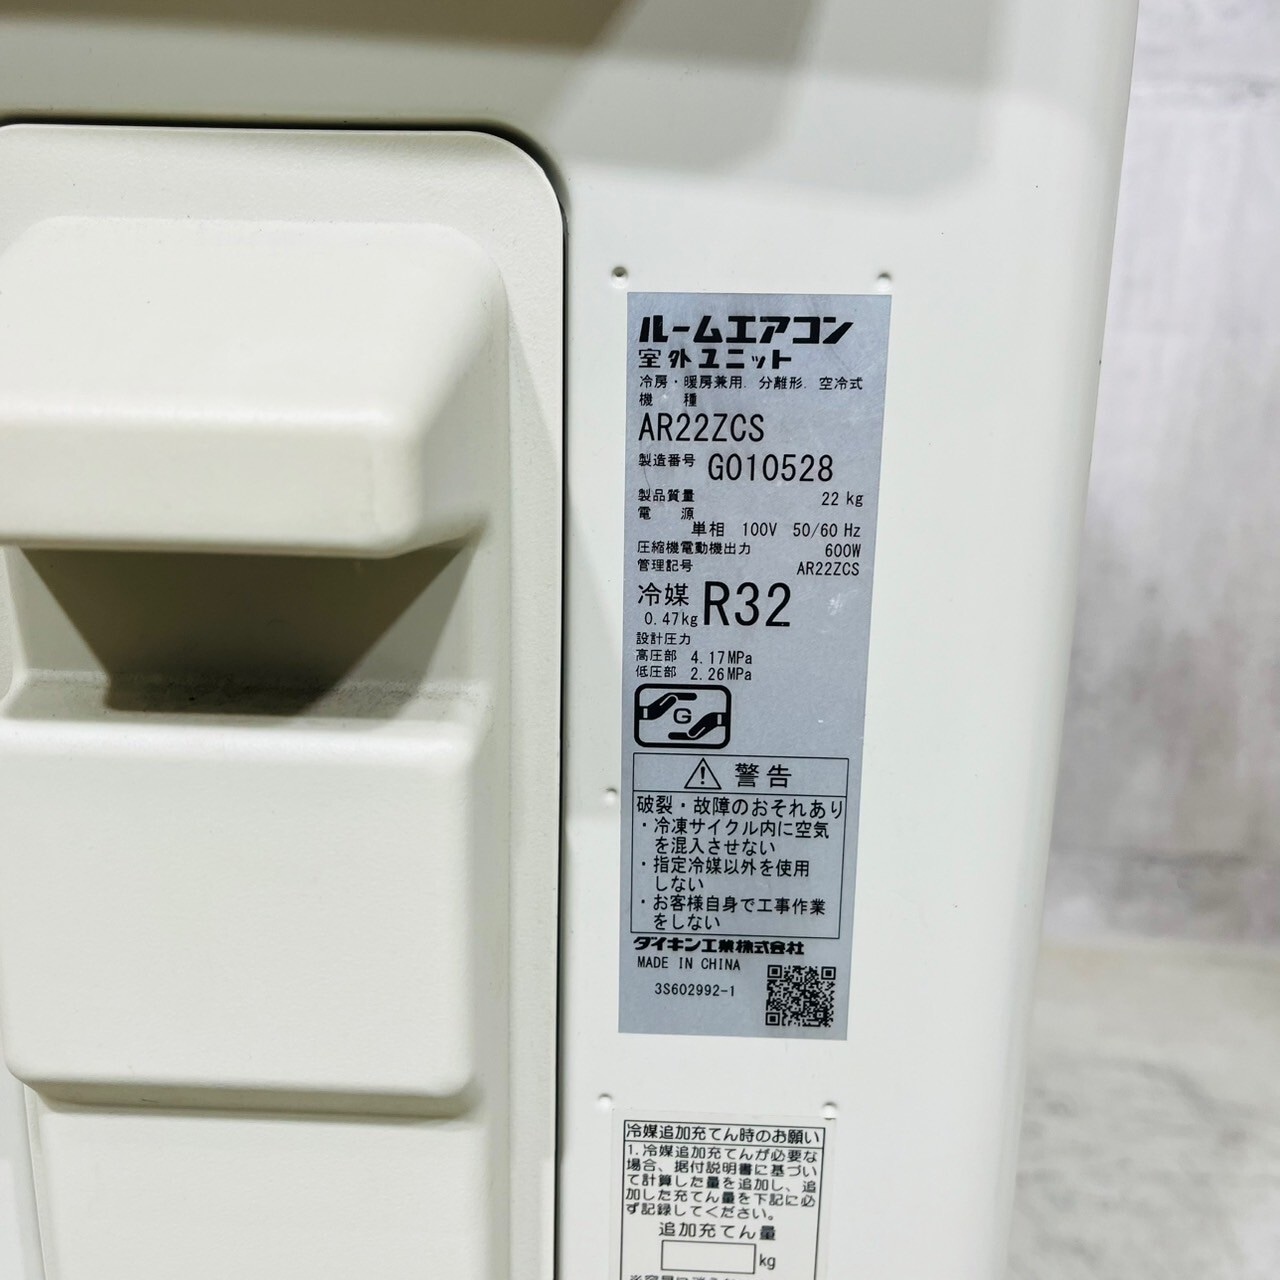 ルームエアコン
室外ユニット
冷房・暖房兼用. 分離形. 空冷式
機 種
AR22ZCS
製造番号 G010528
製品質量 22 kg
電 源
単相 100V 50/60 Hz
圧縮機電動機出力 600W
管理記号 AR22ZCS
冷媒 R32
0.47kg
設計圧力
高圧部 4.17MPa
低圧部 2.26MPa
G
警告
破裂・故障のおそれあり
・冷凍サイクル内に空気
を混入させない
・指定冷媒以外を使用
しない
・お客様自身で工事作業
をしない
ダイキン工業株式会社
MADE IN CHINA
3S602992-1
冷媒追加充てん時のお願い
1.冷媒追加充てんが必要な
場合、据付説明書に基づい
て計算した量を追加し、追
加した充てん量を下記に必
ず記録してください。
追加充てん量
kg